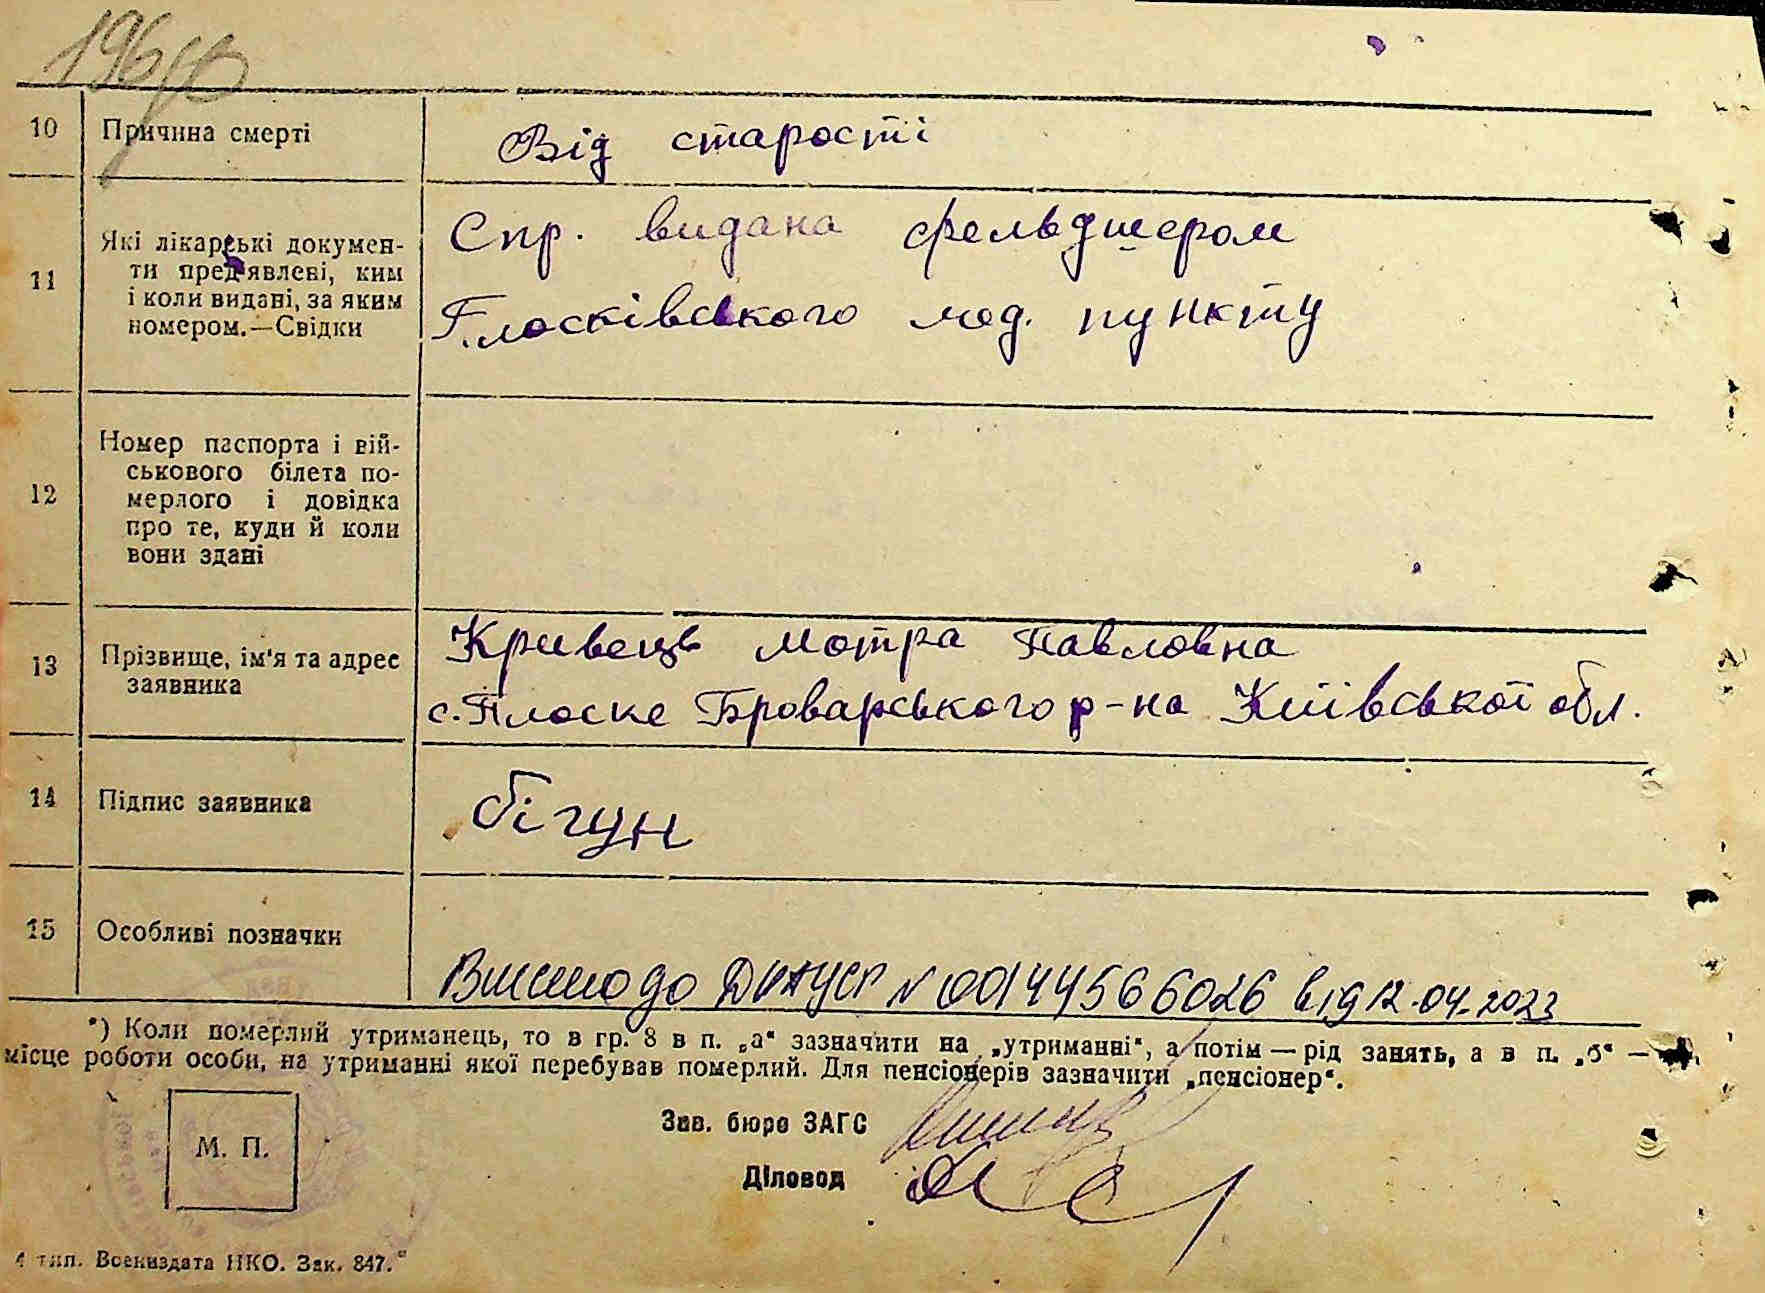 10 Причина смерті Від старості
11 Які лікарські докумен-
ти пред'явлені, ким
і коли видані, за яким
номером.—Свідки
Спр. видана фельдшером
Плосківського мед. пункту
12 Номер паспорта і вій-
ськового білета по-
мерлого і довідка
про те, куди й коли
вони здані
13 Прізвище, ім'я та адрес
заявника
Кривець Мотра Павловна
с. Плоске Броварського р-на Київської обл.
14 Підпис заявника Бігун
15 Особливі позначки
Внесено до ДРАЦСГ N 00144566026 від 12.04.2023
*) Коли померлий утриманець, то в гр. 8 в п. „а“ зазначити на „утриманні“, а потім — рід занять, а в п. „б“ —
місце роботи особи, на утриманні якої перебував померлий. Для пенсіонерів зазначити „пенсіонер“.
Зав. бюро ЗАГС
М. П.
Діловод
4 тип. Воениздата НКО. Зак. 847.